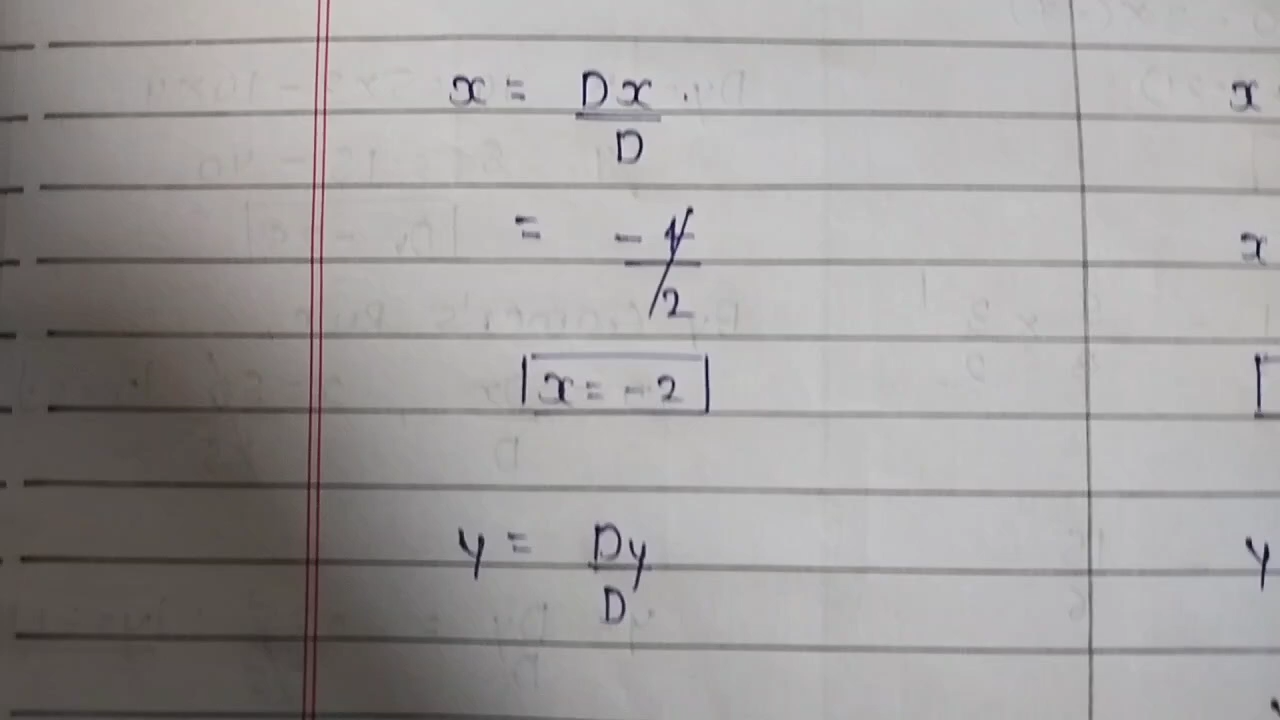 x = Dx
D
= -4
2
x = -2
y = Dy
D
x
x
y